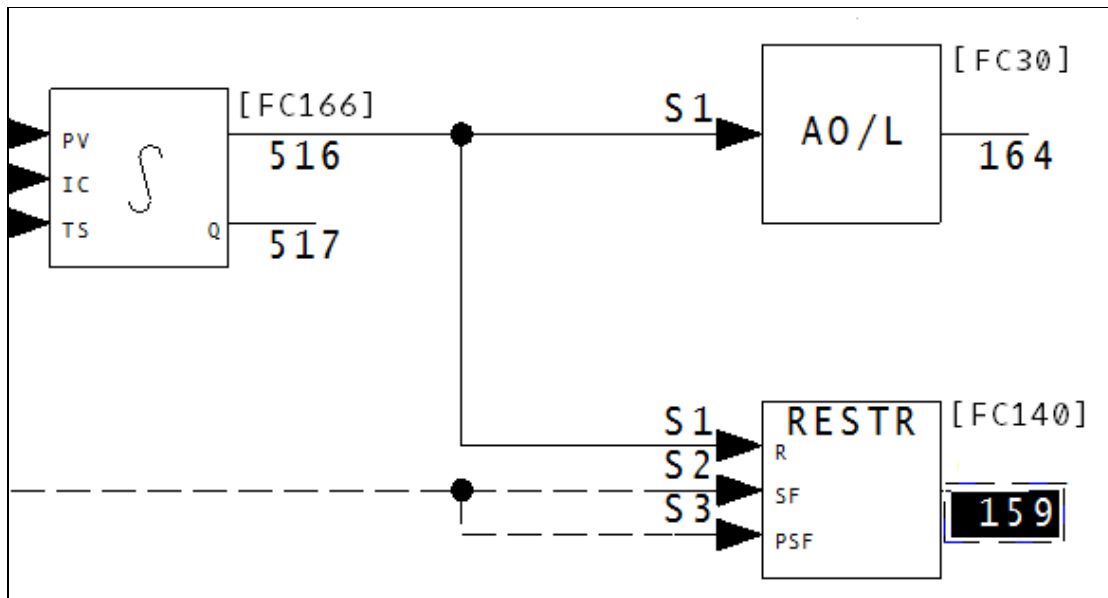 [FC30]
[FC166]
S1
AO/L
PV
516
164
IC
TS
Q
517
S1
RESTR
[FC140]
R
S2
SF
S3
159
PSF